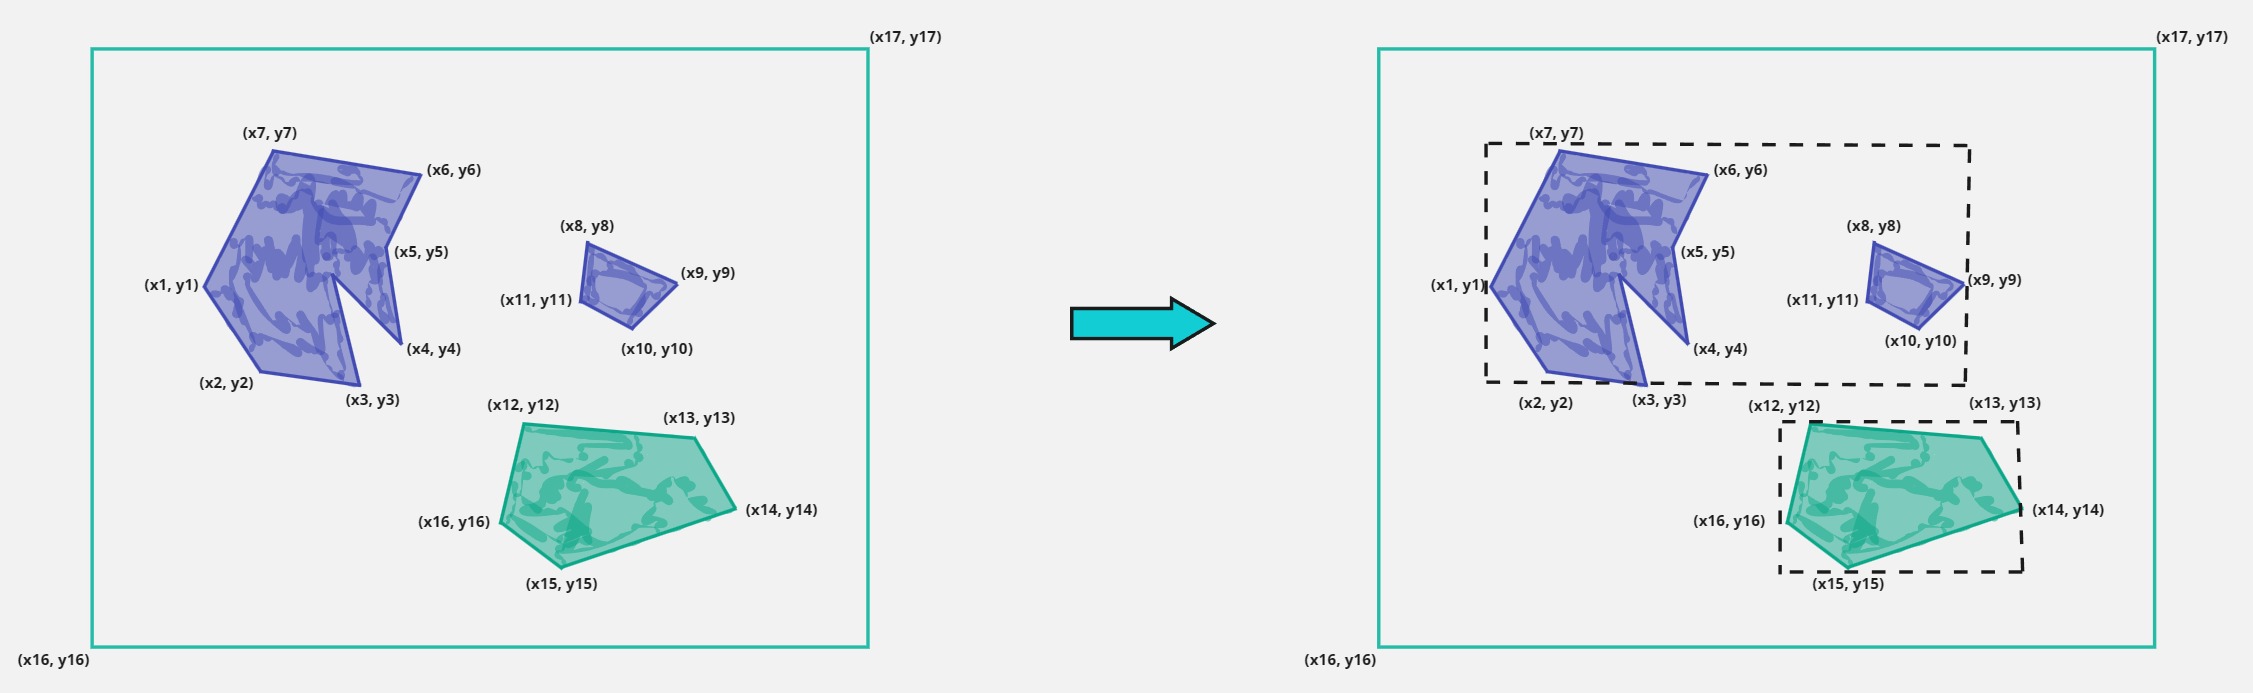 (x17, y17)
(x7, y7)
(x6, y6)
(x8, y8)
(x5, y5)
(x9, y9)
(x1, y1)
(x11, y11)
(x4, y4)
(x10, y10)
(x2, y2)
(x3, y3)
(x12, y12)
(x13, y13)
(x14, y14)
(x16, y16)
(x15, y15)
(x16, y16)
(x17, y17)
(x7, y7)
(x6, y6)
(x8, y8)
(x5, y5)
(x9, y9)
(x1, y1)
(x11, y11)
(x10, y10)
(x4, y4)
(x2, y2)
(x3, y3)
(x12, y12)
(x13, y13)
(x14, y14)
(x16, y16)
(x15, y15)
(x16, y16)